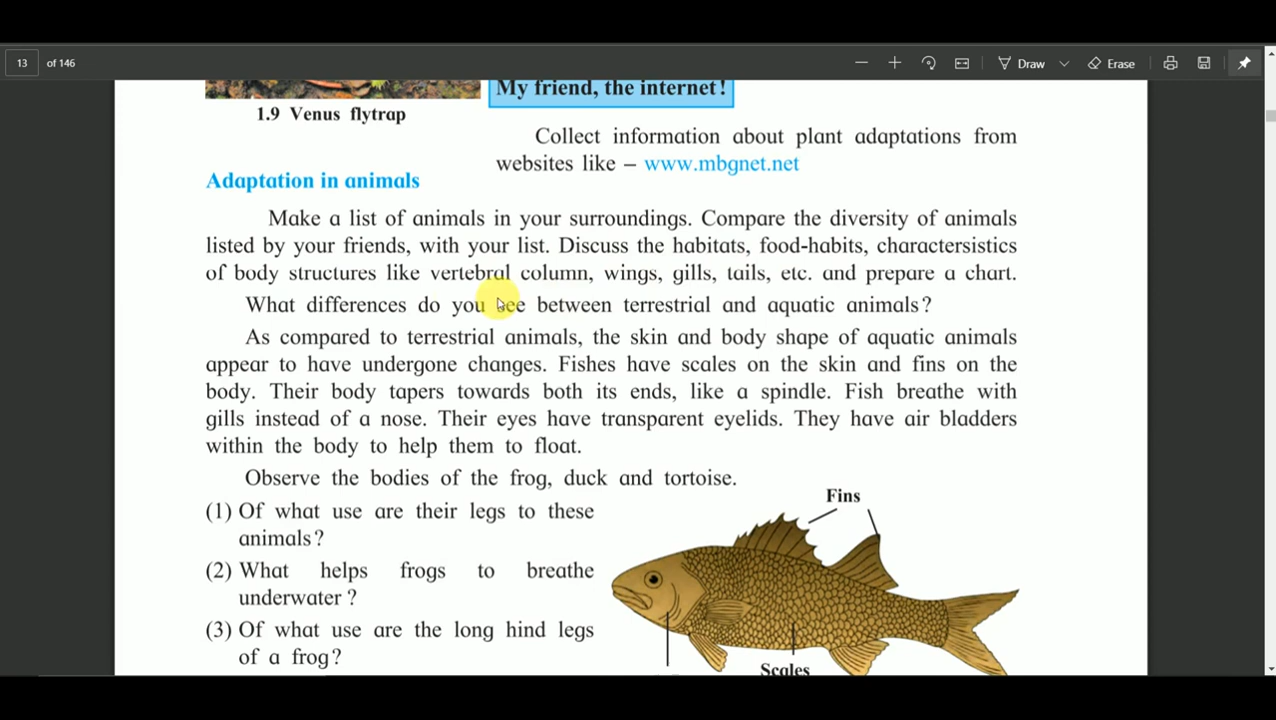 13 of 146
Draw
Erase
My friend, the internet!
1.9 Venus flytrap
Collect information about plant adaptations from
websites like – www.mbgnet.net
Adaptation in animals
Make a list of animals in your surroundings. Compare the diversity of animals
listed by your friends, with your list. Discuss the habitats, food-habits, charactersistics
of body structures like vertebral column, wings, gills, tails, etc. and prepare a chart.
What differences do you see between terrestrial and aquatic animals?
As compared to terrestrial animals, the skin and body shape of aquatic animals
appear to have undergone changes. Fishes have scales on the skin and fins on the
body. Their body tapers towards both its ends, like a spindle. Fish breathe with
gills instead of a nose. Their eyes have transparent eyelids. They have air bladders
within the body to help them to float.
Observe the bodies of the frog, duck and tortoise.
(1) Of what use are their legs to these
animals?
(2) What helps frogs to breathe
underwater?
(3) Of what use are the long hind legs
of a frog?
Fins
Scales